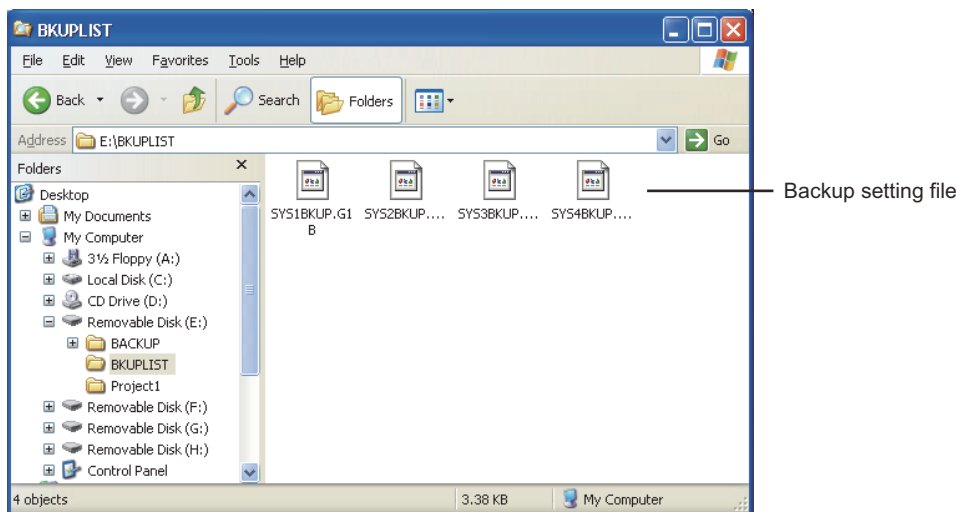 BKUPLIST
File Edit View Favorites Tools Help
Back Search Folders
Address E:\BKUPLIST Go
Folders
Desktop
My Documents
My Computer
3½ Floppy (A:)
Local Disk (C:)
CD Drive (D:)
Removable Disk (E:)
BACKUP
BKUPLIST
Project1
Removable Disk (F:)
Removable Disk (G:)
Removable Disk (H:)
Control Panel
SYS1BKUP.G1 SYS2BKUP.... SYS3BKUP.... SYS4BKUP....
B
Backup setting file
4 objects 3.38 KB My Computer